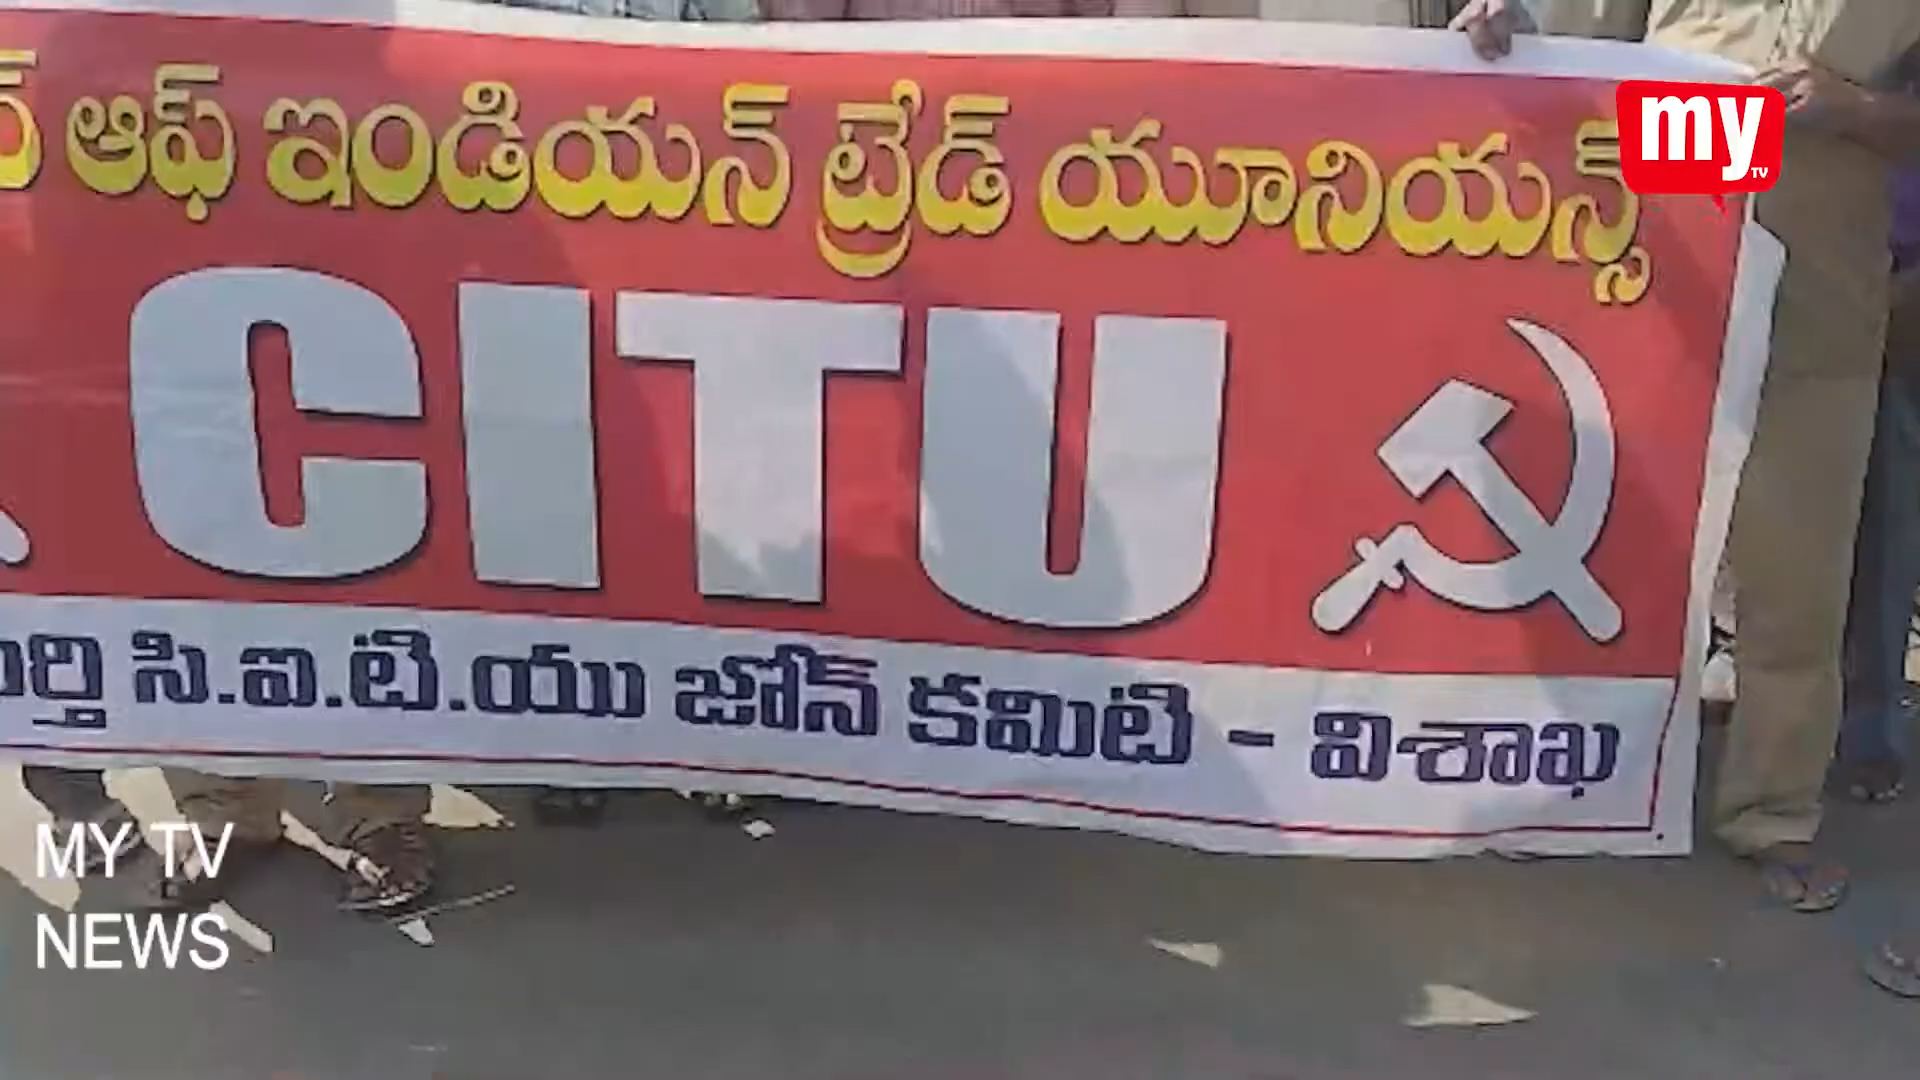 ఆఫ్ ఇండియన్ ట్రేడ్ యూనియన్స్
my TV
CITU
సి.ఐ.టి.యు జోన్ కమిటి - విశాఖ
MY TV
NEWS